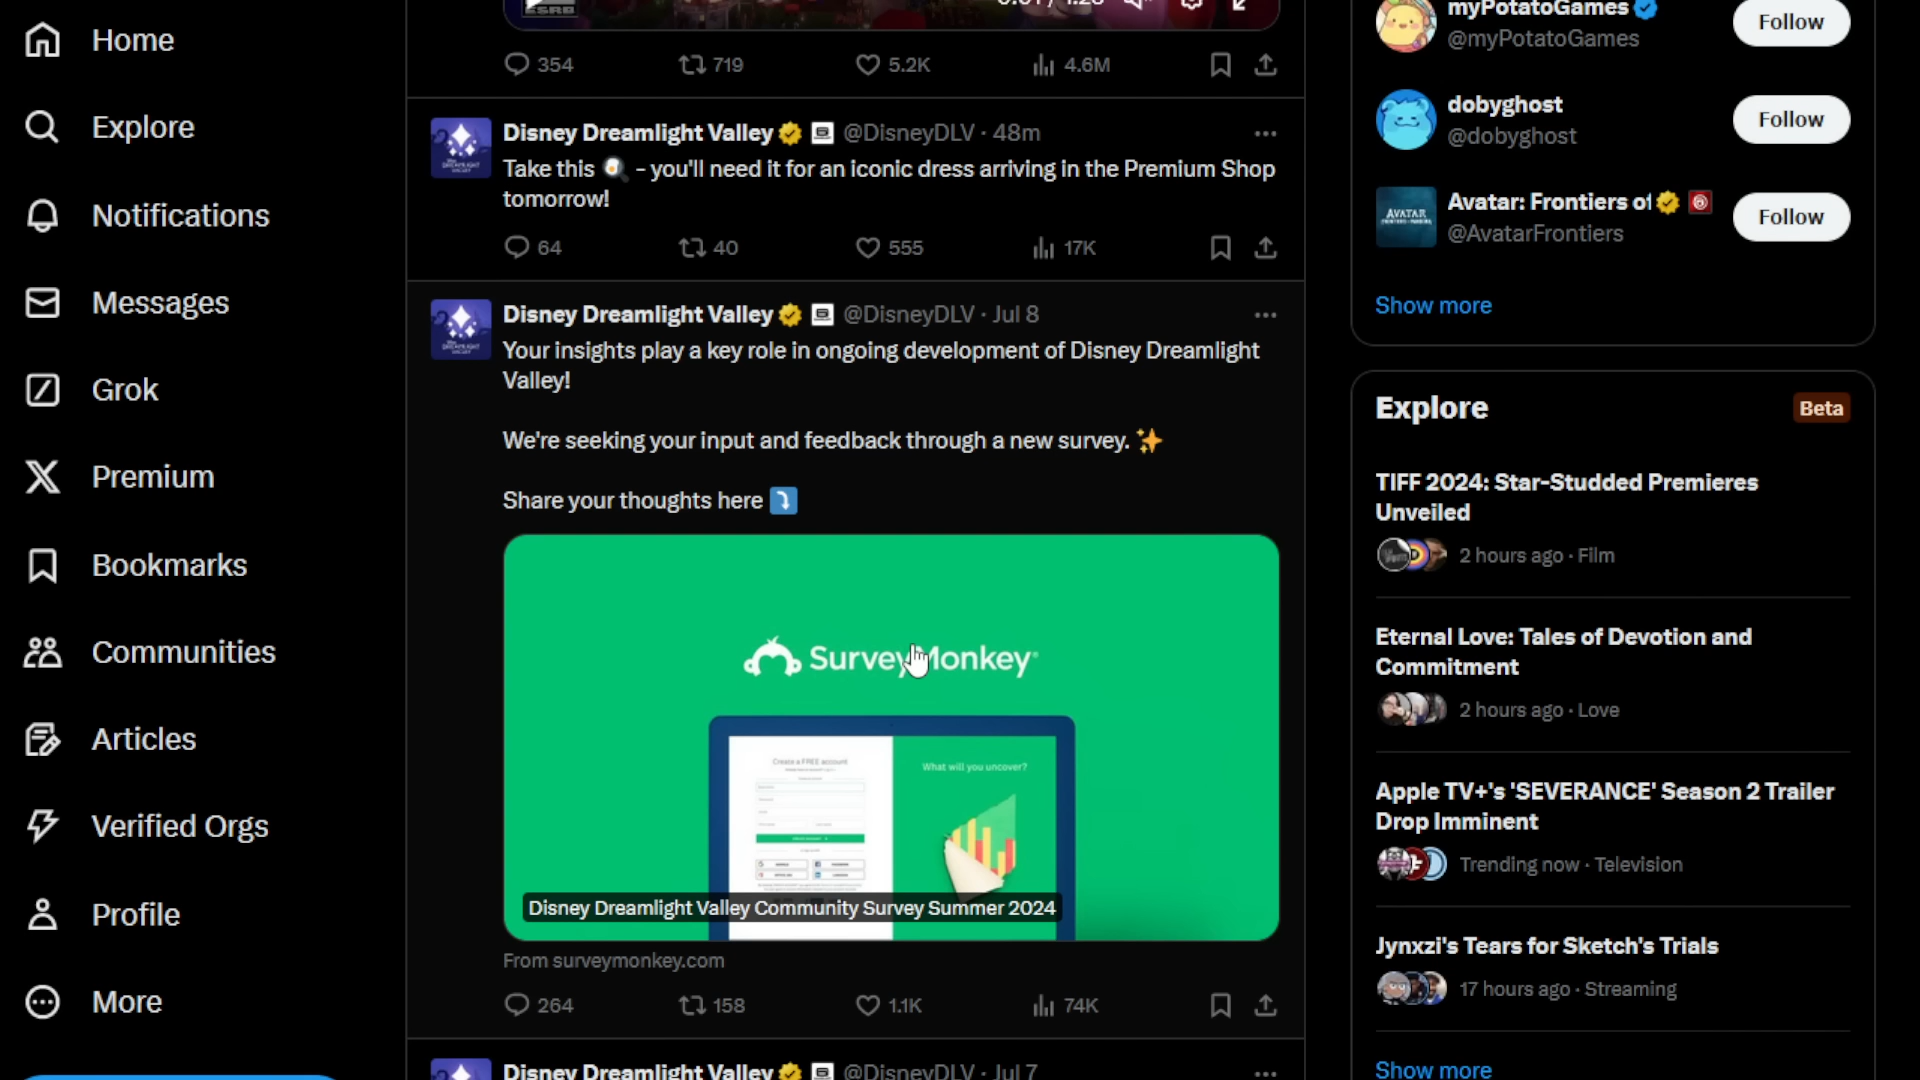 Home
Explore
Notifications
Messages
Grok
Premium
Bookmarks
Communities
Articles
Verified Orgs
Profile
More
ESRB
354 719 5.2K 4.6M
Disney Dreamlight Valley @DisneyDLV · 48m
Take this 🍳 - you'll need it for an iconic dress arriving in the Premium Shop
tomorrow!
64 40 555 17K
Disney Dreamlight Valley @DisneyDLV · Jul 8
Your insights play a key role in ongoing development of Disney Dreamlight
Valley!
We're seeking your input and feedback through a new survey. ✨
Share your thoughts here ⤵️
SurveyMonkey
Create a FREE account
What will you uncover?
Disney Dreamlight Valley Community Survey Summer 2024
From surveymonkey.com
264 158 1.1K 74K
Disney Dreamlight Valley @DisneyDLV · Jul 7
myPotatoGames
@myPotatoGames
Follow
dobyghost
@dobyghost
Follow
Avatar: Frontiers of
@AvatarFrontiers
Follow
Show more
Explore Beta
TIFF 2024: Star-Studded Premieres
Unveiled
2 hours ago · Film
Eternal Love: Tales of Devotion and
Commitment
2 hours ago · Love
Apple TV+'s 'SEVERANCE' Season 2 Trailer
Drop Imminent
Trending now · Television
Jynxzi's Tears for Sketch's Trials
17 hours ago · Streaming
Show more